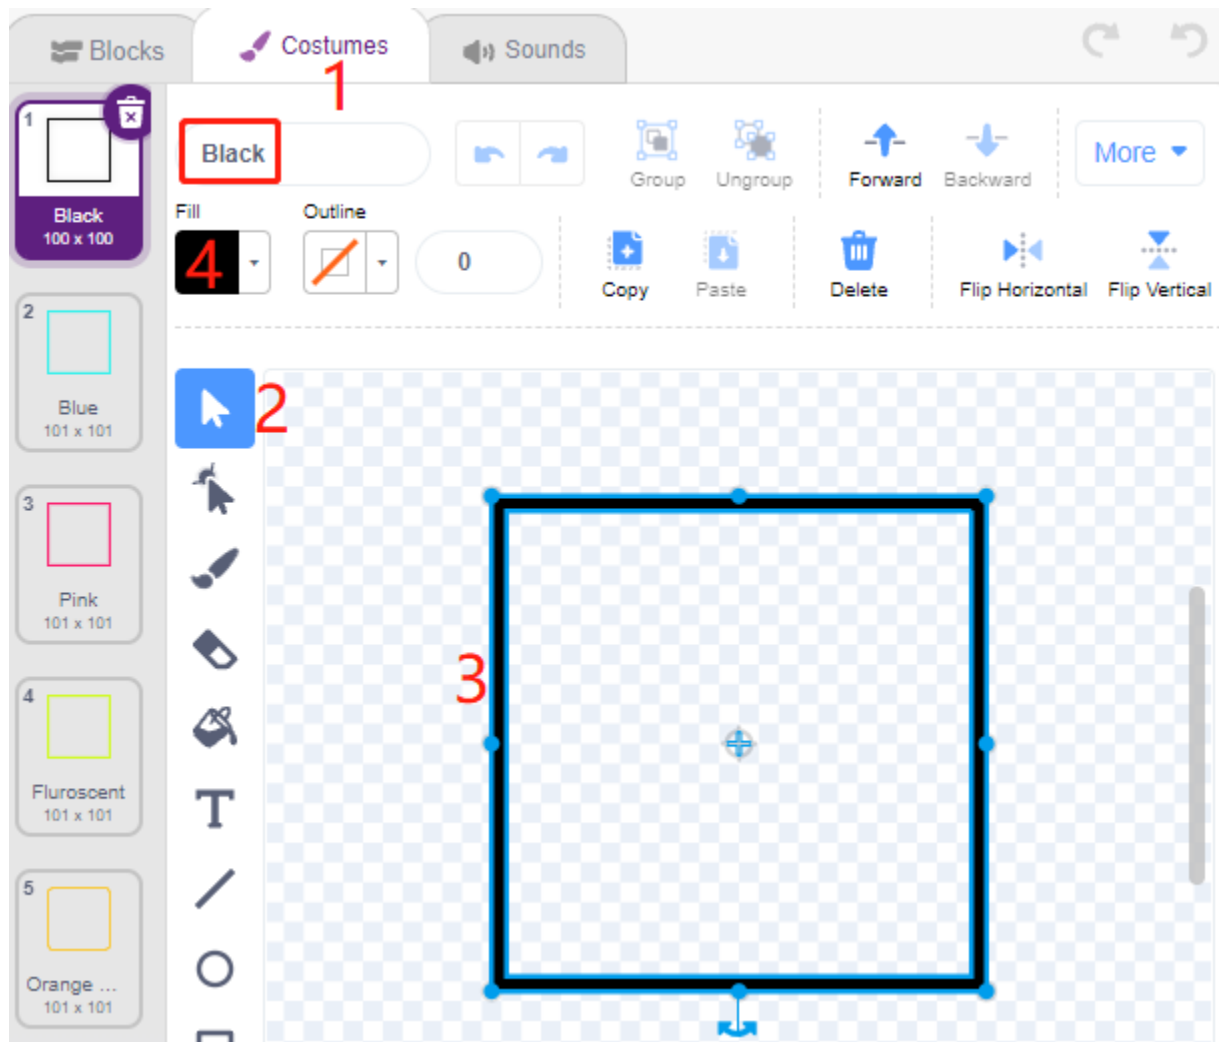 Blocks
Costumes
Sounds
1
1
Black
100 x 100
2
Blue
101 x 101
3
Pink
101 x 101
4
Fluroscent
101 x 101
5
Orange ...
101 x 101
Black
Group
Ungroup
Forward
Backward
More
Fill
Outline
4
0
Copy
Paste
Delete
Flip Horizontal
Flip Vertical
2
T
3